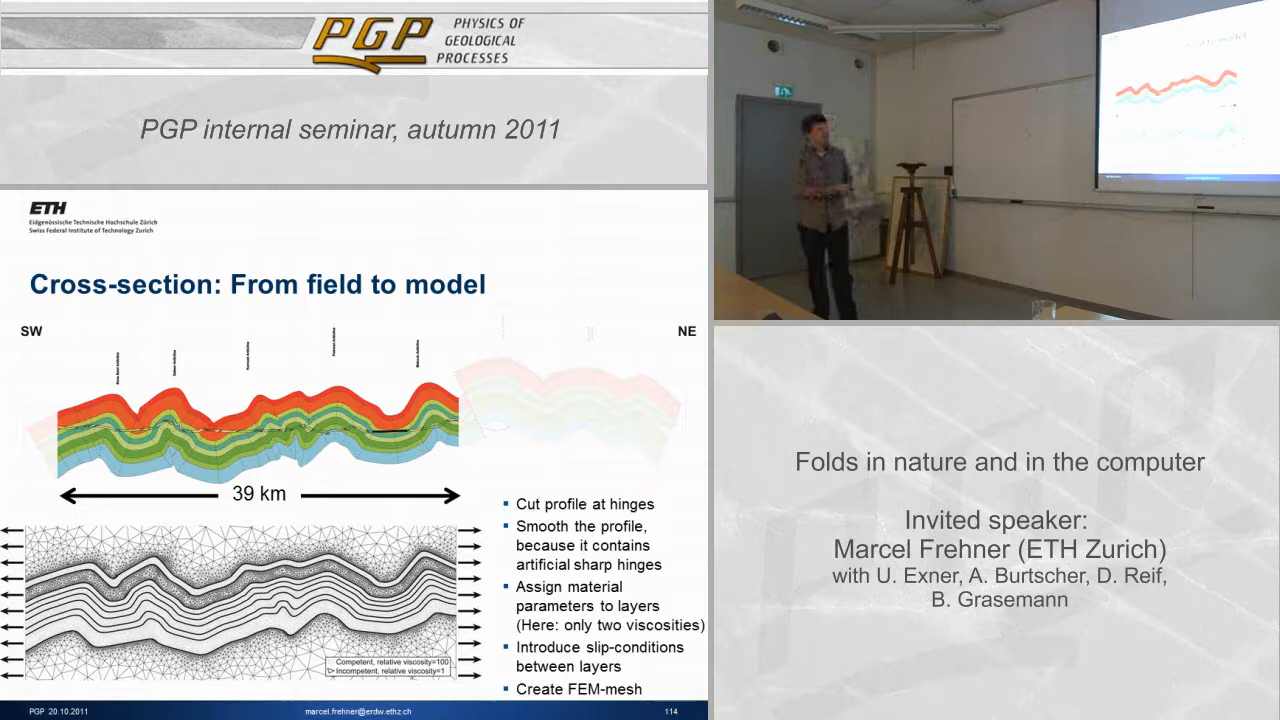 PGP
PHYSICS OF
GEOLOGICAL
PROCESSES
PGP internal seminar, autumn 2011
ETH
Eidgenössische Technische Hochschule Zürich
Swiss Federal Institute of Technology Zurich
Cross-section: From field to model
SW
NE
39 km
Cut profile at hinges
Smooth the profile,
because it contains
artificial sharp hinges
Assign material
parameters to layers
(Here: only two viscosities)
Introduce slip-conditions
between layers
Create FEM-mesh
Competent, relative viscosity=100
Incompetent, relative viscosity=1
PGP 20.10.2011
marcel.frehner@erdw.ethz.ch
114
Folds in nature and in the computer
Invited speaker:
Marcel Frehner (ETH Zurich)
with U. Exner, A. Burtscher, D. Reif,
B. Grasemann